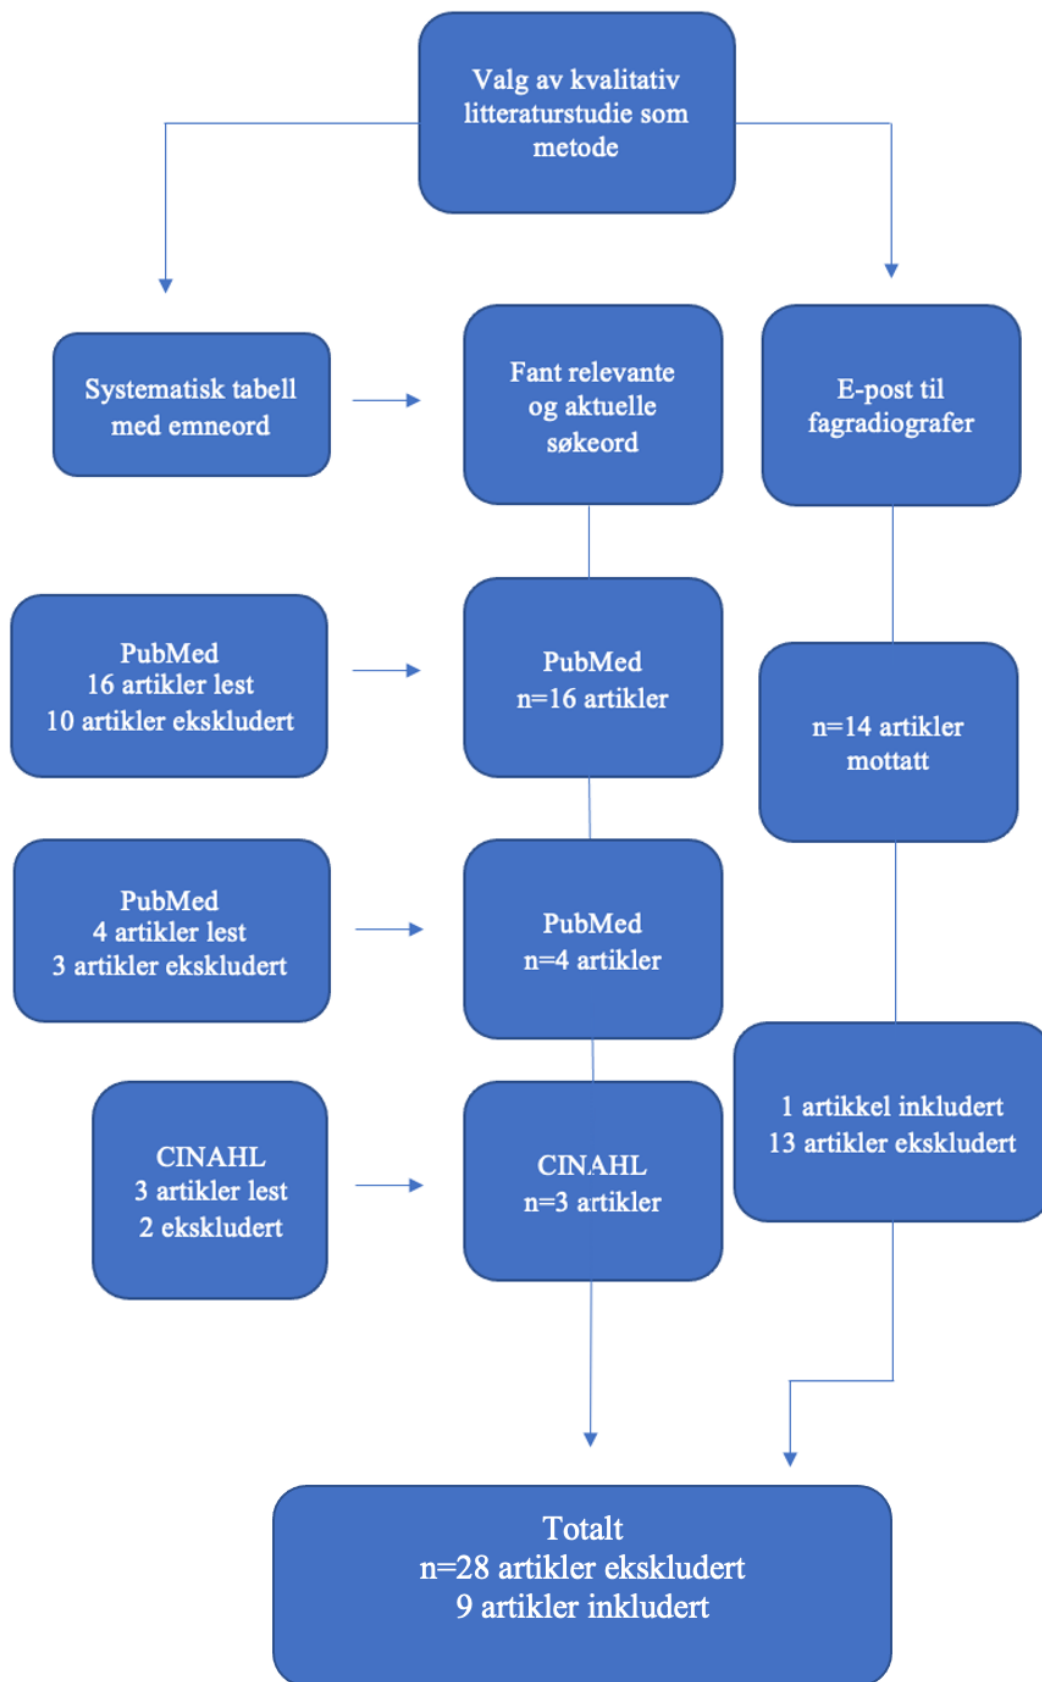 Valg av kvalitativ
litteraturstudie som
metode
Systematisk tabell
med emneord
Fant relevante
og aktuelle
søkeord
E-post til
fagradiografer
PubMed
16 artikler lest
10 artikler ekskludert
PubMed
n=16 artikler
n=14 artikler
mottatt
PubMed
4 artikler lest
3 artikler ekskludert
PubMed
n=4 artikler
1 artikkel inkludert
13 artikler ekskludert
CINAHL
3 artikler lest
2 ekskludert
CINAHL
n=3 artikler
Totalt
n=28 artikler ekskludert
9 artikler inkludert